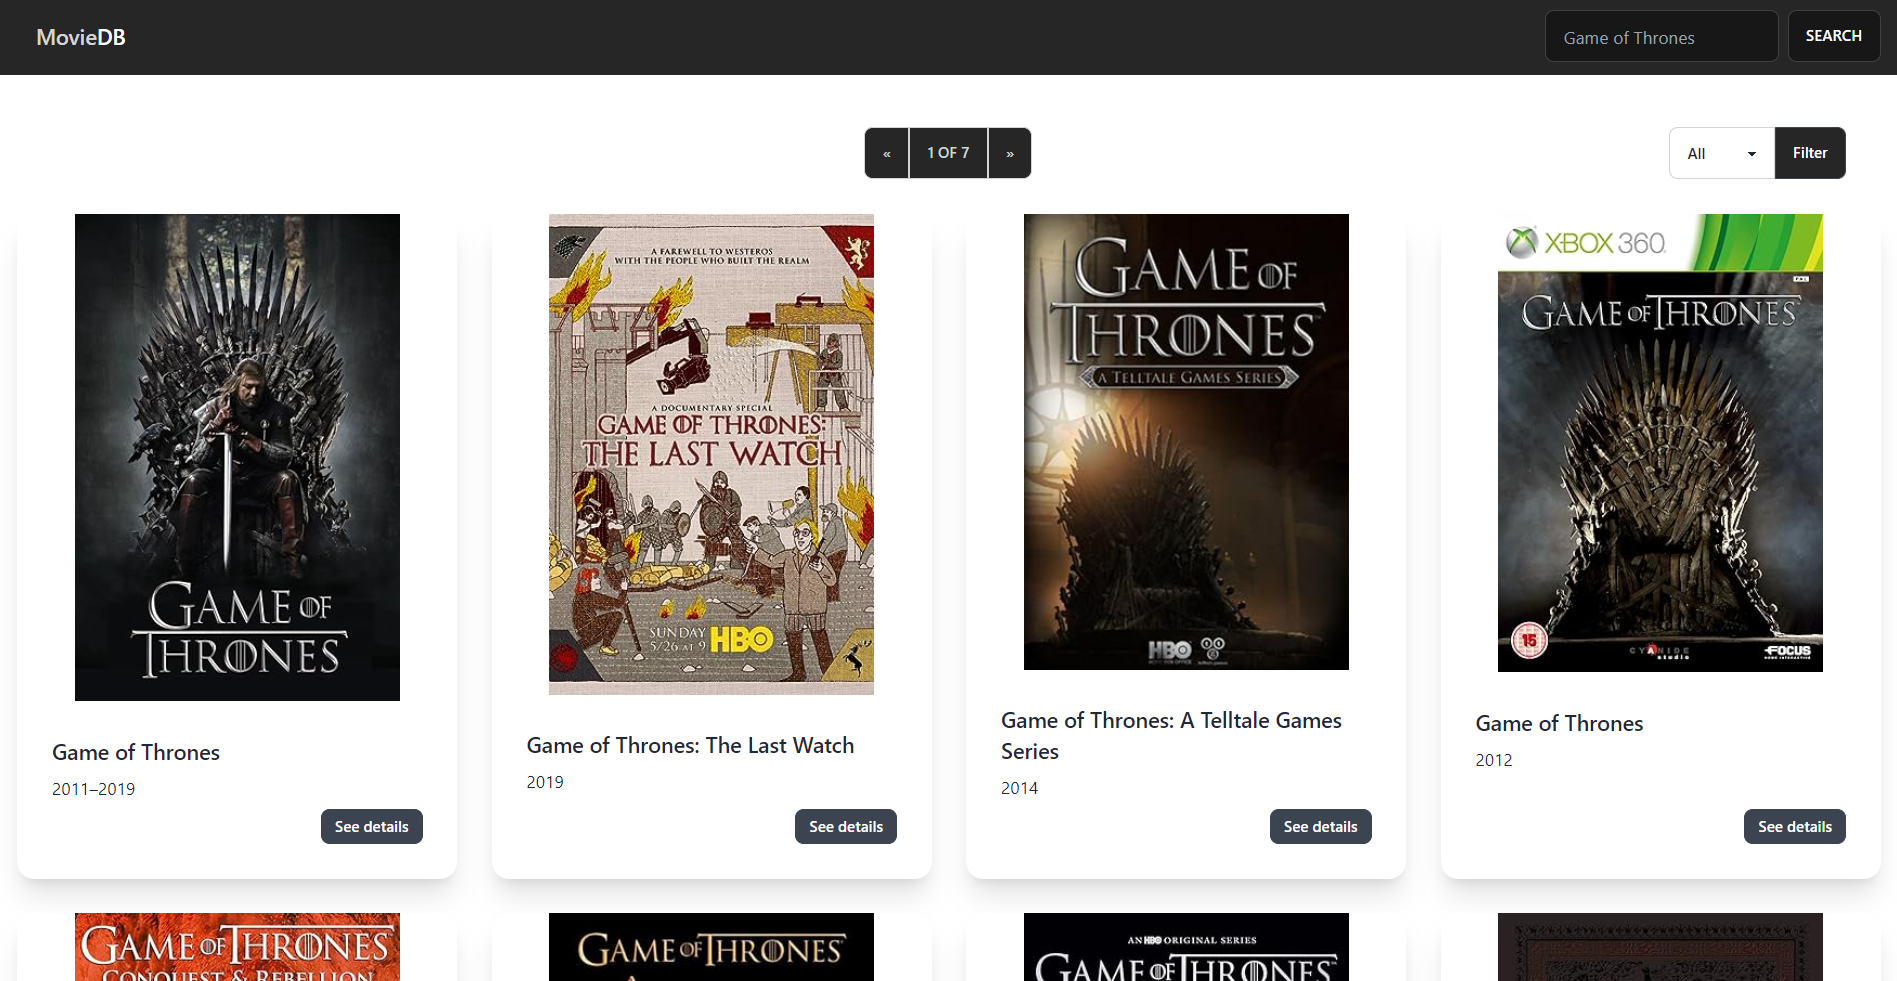 MovieDB
Game of Thrones
SEARCH
«
1 OF 7
»
All
Filter
GAME OF
THRONES
Game of Thrones
2011–2019
See details
A FAREWELL TO WESTEROS
WITH THE PEOPLE WHO BUILT THE REALM
A DOCUMENTARY SPECIAL
GAME OF THRONES:
THE LAST WATCH
SUNDAY
5/26 AT 9
HBO
Game of Thrones: The Last Watch
2019
See details
GAME OF
THRONES
A TELLTALE GAMES SERIES
HBO
Game of Thrones: A Telltale Games
Series
2014
See details
XBOX 360
GAME OF THRONES
15
CYANIDE
studio
FOCUS
HOME INTERACTIVE
Game of Thrones
2012
See details
GAME OF THRONES
CONQUEST & REBELLION
GAME OF THRONES
AN HBO ORIGINAL SERIES
GAME OF THRONES